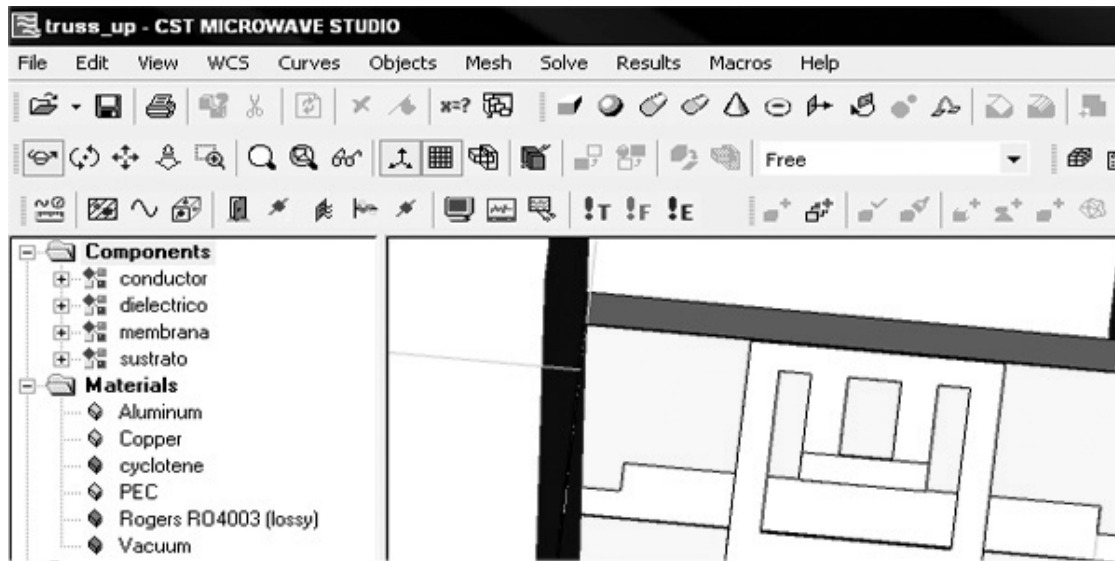 truss_up - CST MICROWAVE STUDIO
File Edit View WCS Curves Objects Mesh Solve Results Macros Help
x=?
Free
!T !F !E
Components
conductor
dielectrico
membrana
sustrato
Materials
Aluminum
Copper
cyclotene
PEC
Rogers RO4003 (lossy)
Vacuum